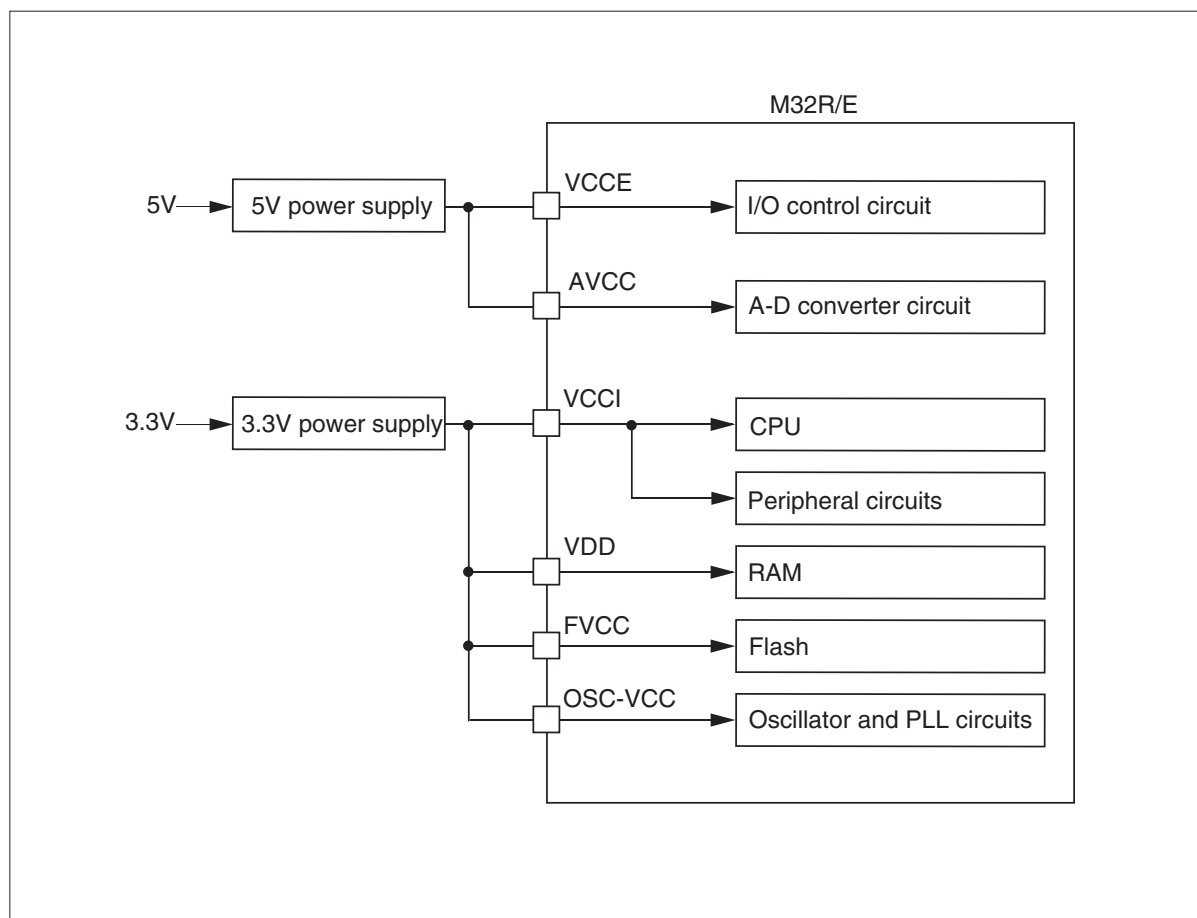 M32R/E
5V
5V power supply
VCCE
I/O control circuit
AVCC
A-D converter circuit
3.3V
3.3V power supply
VCCI
CPU
Peripheral circuits
VDD
RAM
FVCC
Flash
OSC-VCC
Oscillator and PLL circuits